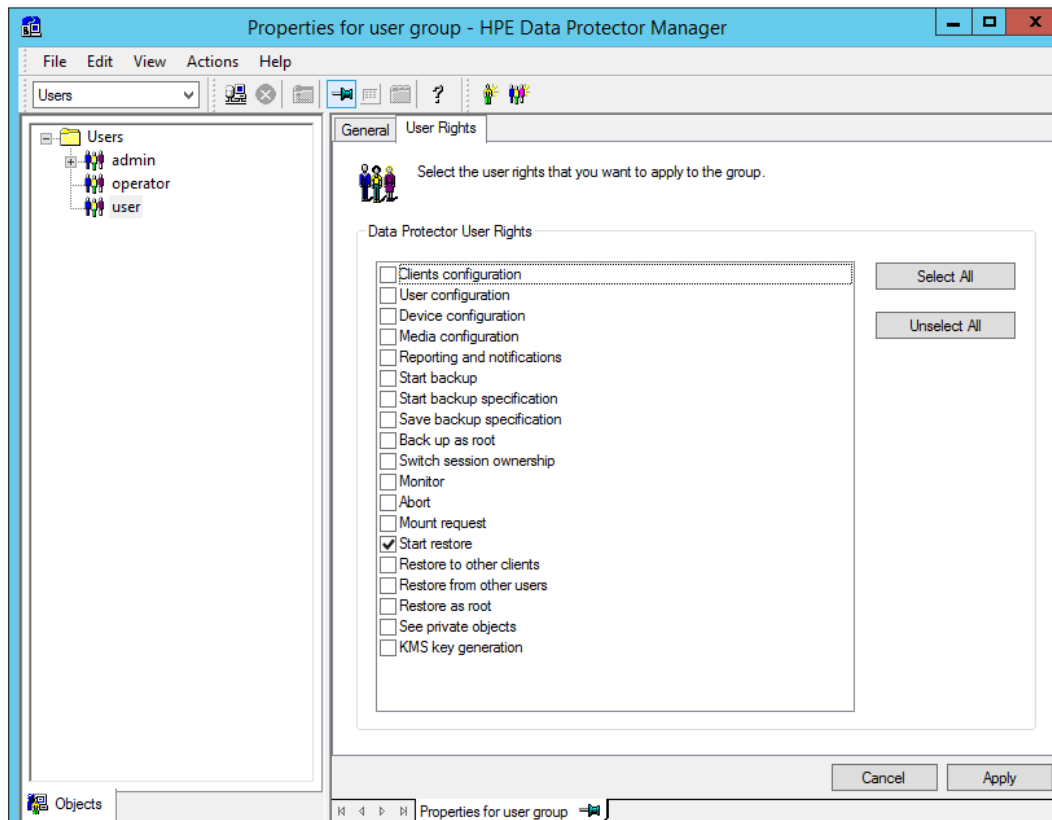 Properties for user group - HPE Data Protector Manager
File Edit View Actions Help
Users
Users
admin
operator
user
General User Rights
Select the user rights that you want to apply to the group.
Data Protector User Rights
Clients configuration
User configuration
Device configuration
Media configuration
Reporting and notifications
Start backup
Start backup specification
Save backup specification
Back up as root
Switch session ownership
Monitor
Abort
Mount request
Start restore
Restore to other clients
Restore from other users
Restore as root
See private objects
KMS key generation
Select All
Unselect All
Cancel Apply
Objects
Properties for user group